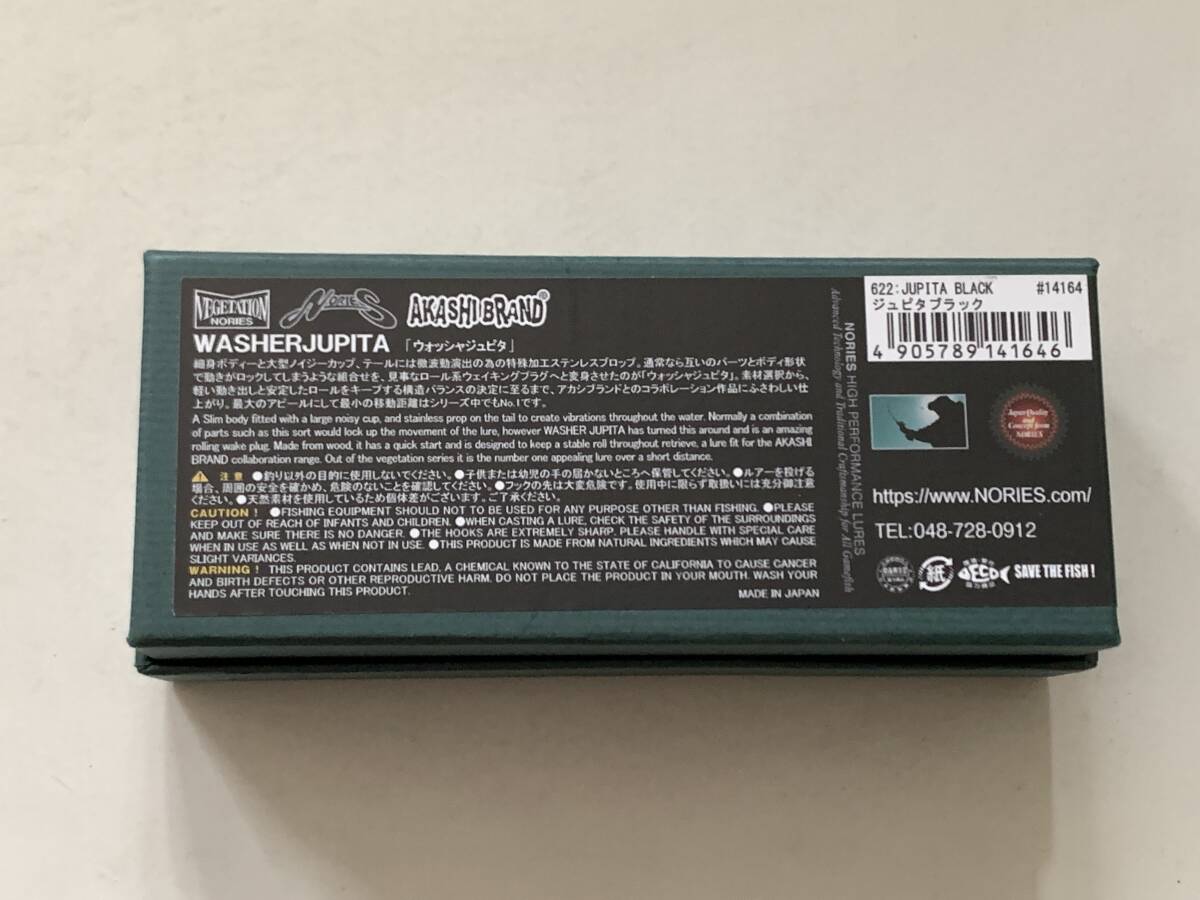 VEGETATION
NORIES
NORIES
AKASHI BRAND®
WASHERJUPITA 「ウォッシャジュピタ」
細身ボディーと大型ノイジーカップ、テールには微波動演出の為の特殊加工ステンレスプロップ。通常なら互いのパーツとボディ形状
で動きがロックしてしまうような組合せを、見事なロール系ウェイキングプラグへと変身させたのが「ウォッシャジュピタ」。素材選択から、
軽い動き出しと安定したロールをキープする構造バランスの決定に至るまで、アカシブランドとのコラボレーション作品にふさわしい仕
上がり。最大のアピールにして最小の移動距離はシリーズ中でもNo.1です。
A Slim body fitted with a large noisy cup, and stainless prop on the tail to create vibrations throughout the water. Normally a combination
of parts such as this sort would lock up the movement of the lure, however WASHER JUPITA has turned this around and is an amazing
rolling wake plug. Made from wood, it has a quick start and is designed to keep a stable roll throughout retrieve, a lure fit for the AKASHI
BRAND collaboration range. Out of the vegetation series it is the number one appealing lure over a short distance.
注意 ●釣り以外の目的に使用しないでください。●子供または幼児の手の届かないところへ保管してください。●ルアーを投げる
場合、周囲の安全を確かめ、危険のないことを確認してください。●フックの先は大変危険です。使用中に限らず取扱いには充分御注意
ください。●天然素材を使用しているため個体差がございます。ご了承ください。
CAUTION! ●FISHING EQUIPMENT SHOULD NOT TO BE USED FOR ANY PURPOSE OTHER THAN FISHING. ●PLEASE
KEEP OUT OF REACH OF INFANTS AND CHILDREN. ●WHEN CASTING A LURE, CHECK THE SAFETY OF THE SURROUNDINGS
AND MAKE SURE THERE IS NO DANGER. ●THE HOOKS ARE EXTREMELY SHARP. PLEASE HANDLE WITH SPECIAL CARE
WHEN IN USE AS WELL AS WHEN NOT IN USE. ●THIS PRODUCT IS MADE FROM NATURAL INGREDIENTS WHICH MAY CAUSE
SLIGHT VARIANCES.
WARNING! THIS PRODUCT CONTAINS LEAD, A CHEMICAL KNOWN TO THE STATE OF CALIFORNIA TO CAUSE CANCER
AND BIRTH DEFECTS OR OTHER REPRODUCTIVE HARM. DO NOT PLACE THE PRODUCT IN YOUR MOUTH. WASH YOUR
HANDS AFTER TOUCHING THIS PRODUCT.
MADE IN JAPAN
NORIES HIGH PERFORMANCE LURES
Advanced Technology and Traditional Craftsmanship for All Gamefish
622:JUPITA BLACK #14164
ジュピタブラック
4 905789 141646
Japan Quality
and
Concept from
NORIES
https://www.NORIES.com/
TEL:048-728-0912
紙
ECO
SAVE THE FISH!